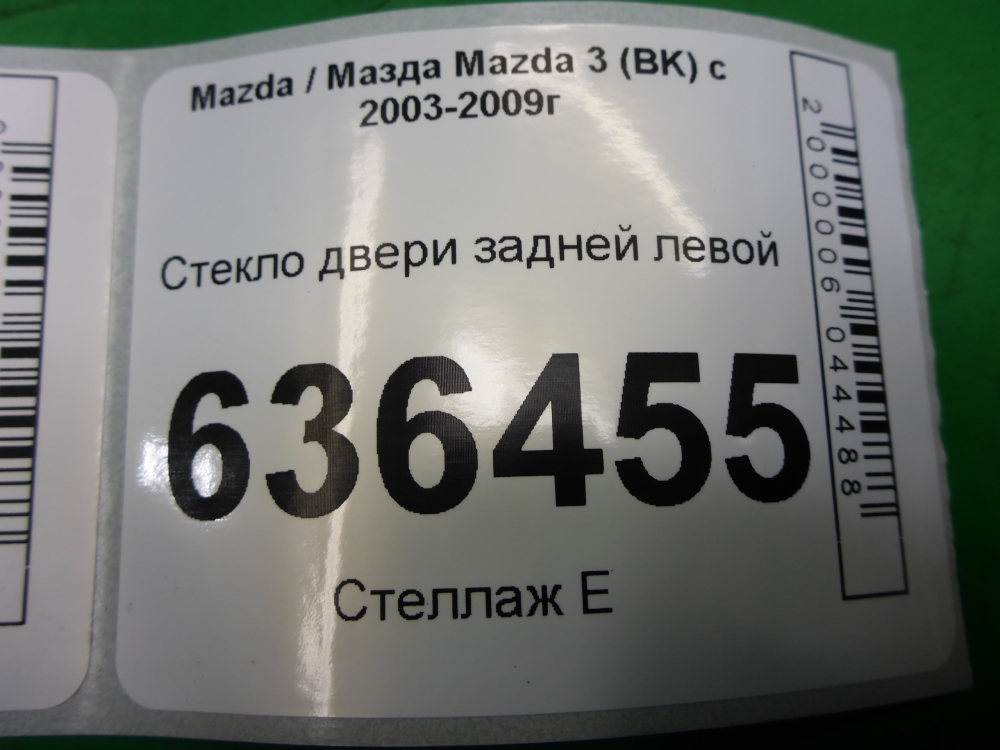 Mazda / Мазда Mazda 3 (BK) с
2003-2009г
Стекло двери задней левой
636455
Стеллаж Е
2000006044488